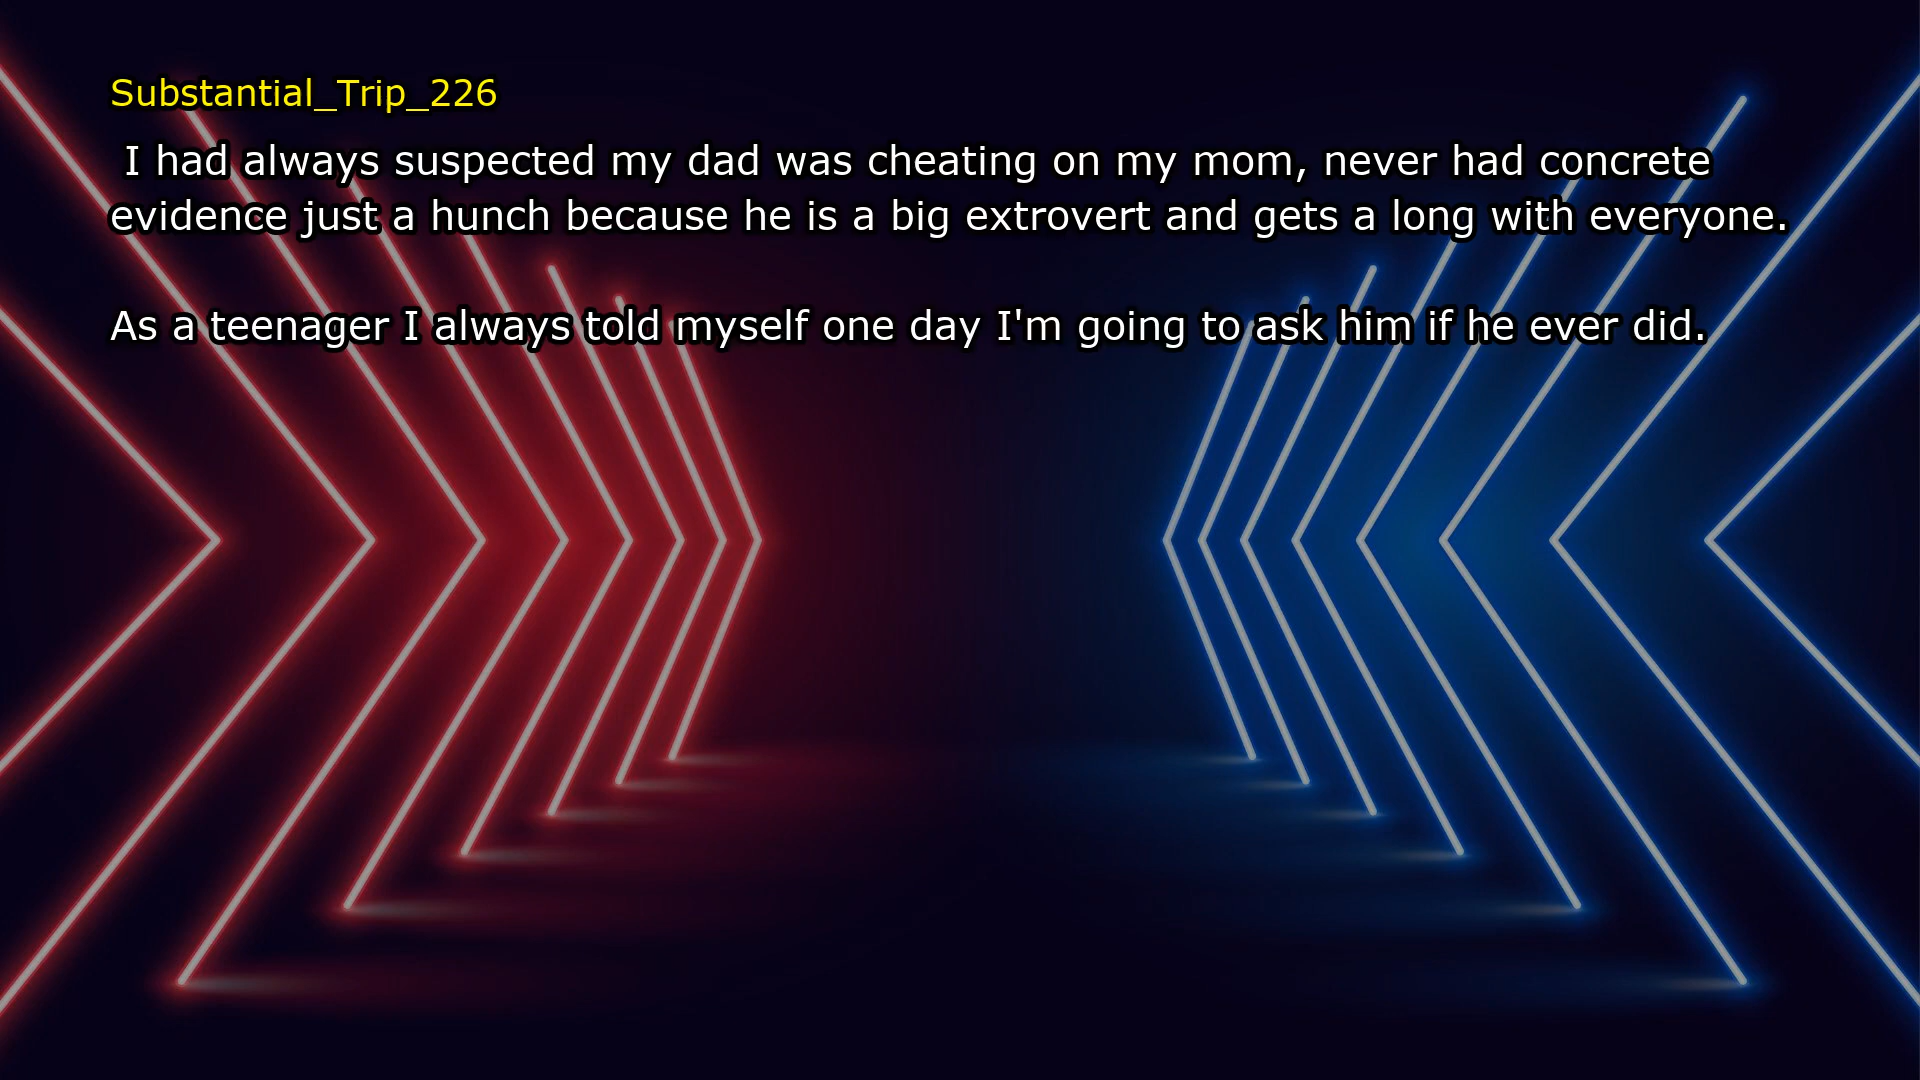 Substantial_Trip_226
I had always suspected my dad was cheating on my mom, never had concrete
evidence just a hunch because he is a big extrovert and gets a long with everyone.
As a teenager I always told myself one day I'm going to ask him if he ever did.